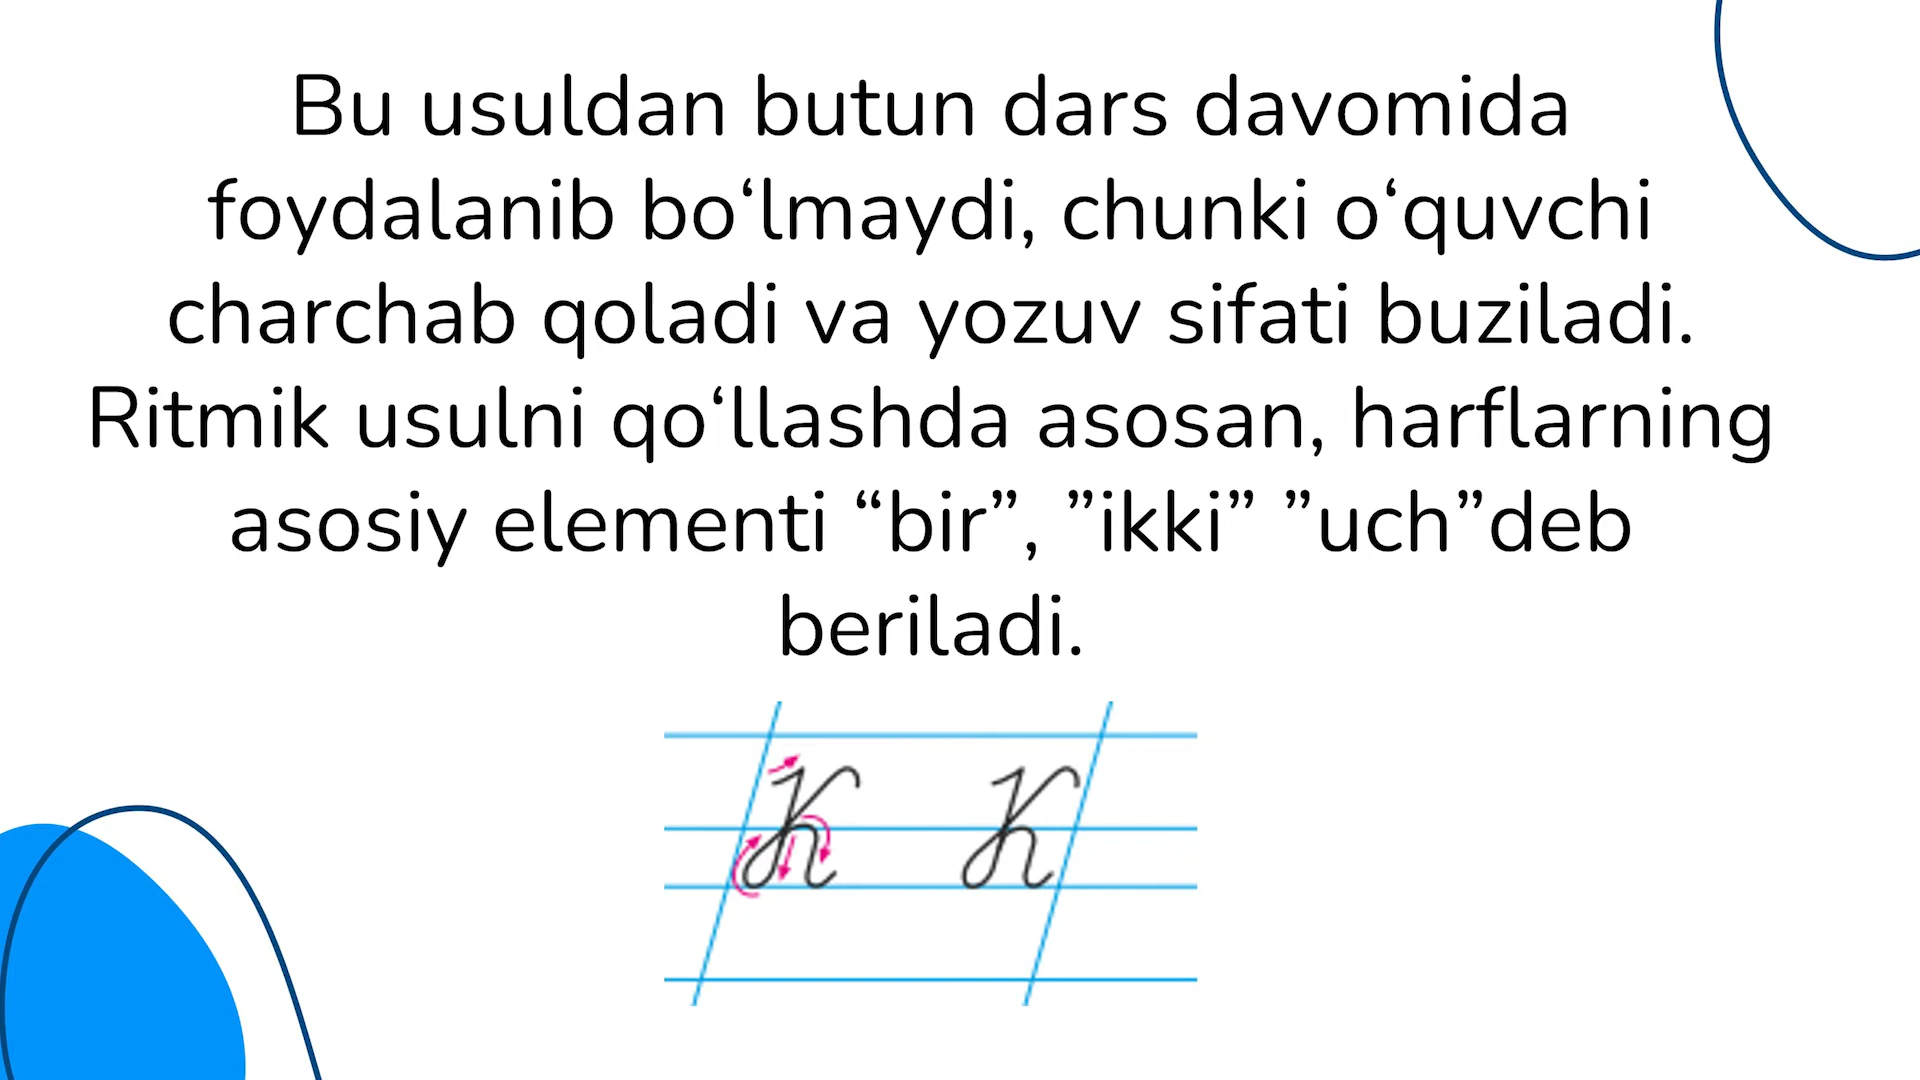 Bu usuldan butun dars davomida
foydalanib bo‘lmaydi, chunki o‘quvchi
charchab qoladi va yozuv sifati buziladi.
Ritmik usulni qo‘llashda asosan, harflarning
asosiy elementi “bir”, ”ikki” ”uch”deb
beriladi.
K K